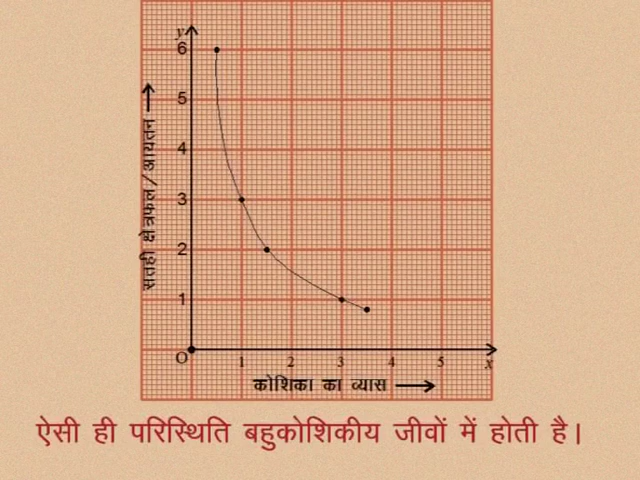 y
6
5
4
3
2
1
O
1 2 3 4 5 x
सतही क्षेत्रफल/आयतन
कोशिका का व्यास
ऐसी ही परिस्थिति बहुकोशिकीय जीवों में होती है।